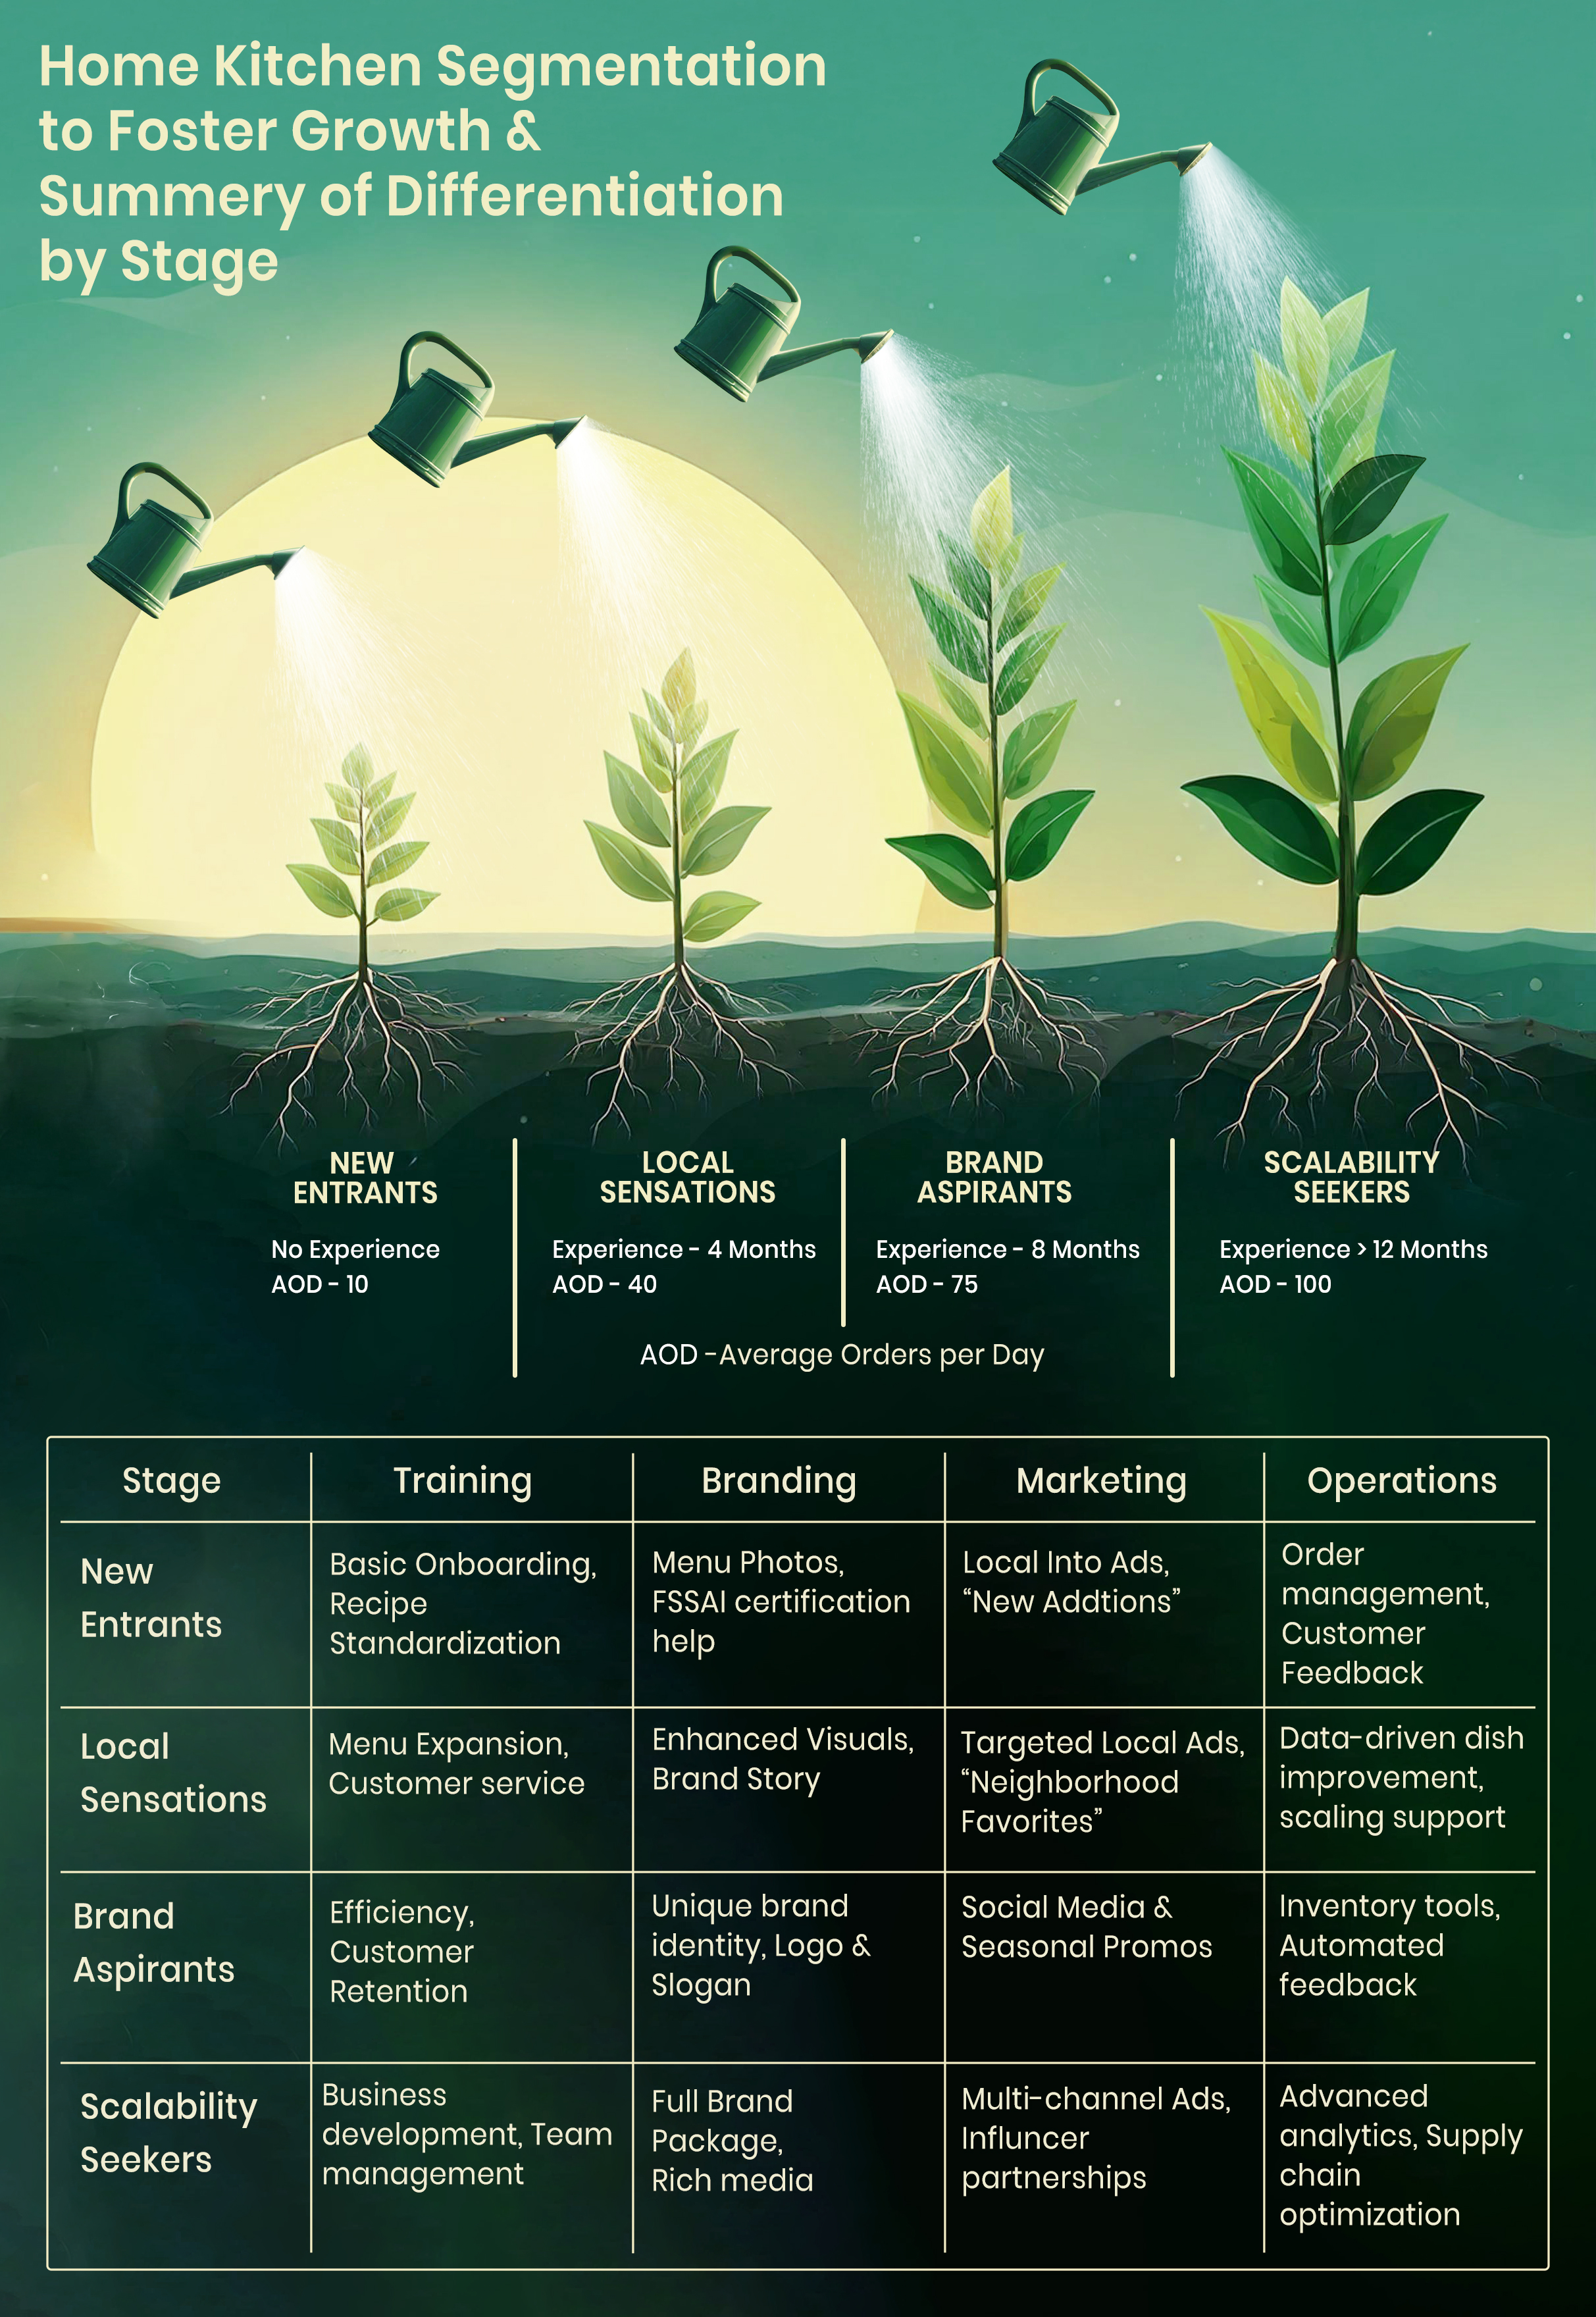 Home Kitchen Segmentation
to Foster Growth &
Summery of Differentiation
by Stage
NEW
ENTRANTS
No Experience
AOD - 10
LOCAL
SENSATIONS
Experience - 4 Months
AOD - 40
BRAND
ASPIRANTS
Experience - 8 Months
AOD - 75
SCALABILITY
SEEKERS
Experience > 12 Months
AOD - 100
AOD -Average Orders per Day
Stage
Training
Branding
Marketing
Operations
New
Entrants
Basic Onboarding,
Recipe
Standardization
Menu Photos,
FSSAI certification
help
Local Into Ads,
“New Addtions”
Order
management,
Customer
Feedback
Local
Sensations
Menu Expansion,
Customer service
Enhanced Visuals,
Brand Story
Targeted Local Ads,
“Neighborhood
Favorites”
Data-driven dish
improvement,
scaling support
Brand
Aspirants
Efficiency,
Customer
Retention
Unique brand
identity, Logo &
Slogan
Social Media &
Seasonal Promos
Inventory tools,
Automated
feedback
Scalability
Seekers
Business
development, Team
management
Full Brand
Package,
Rich media
Multi-channel Ads,
Influncer
partnerships
Advanced
analytics, Supply
chain
optimization